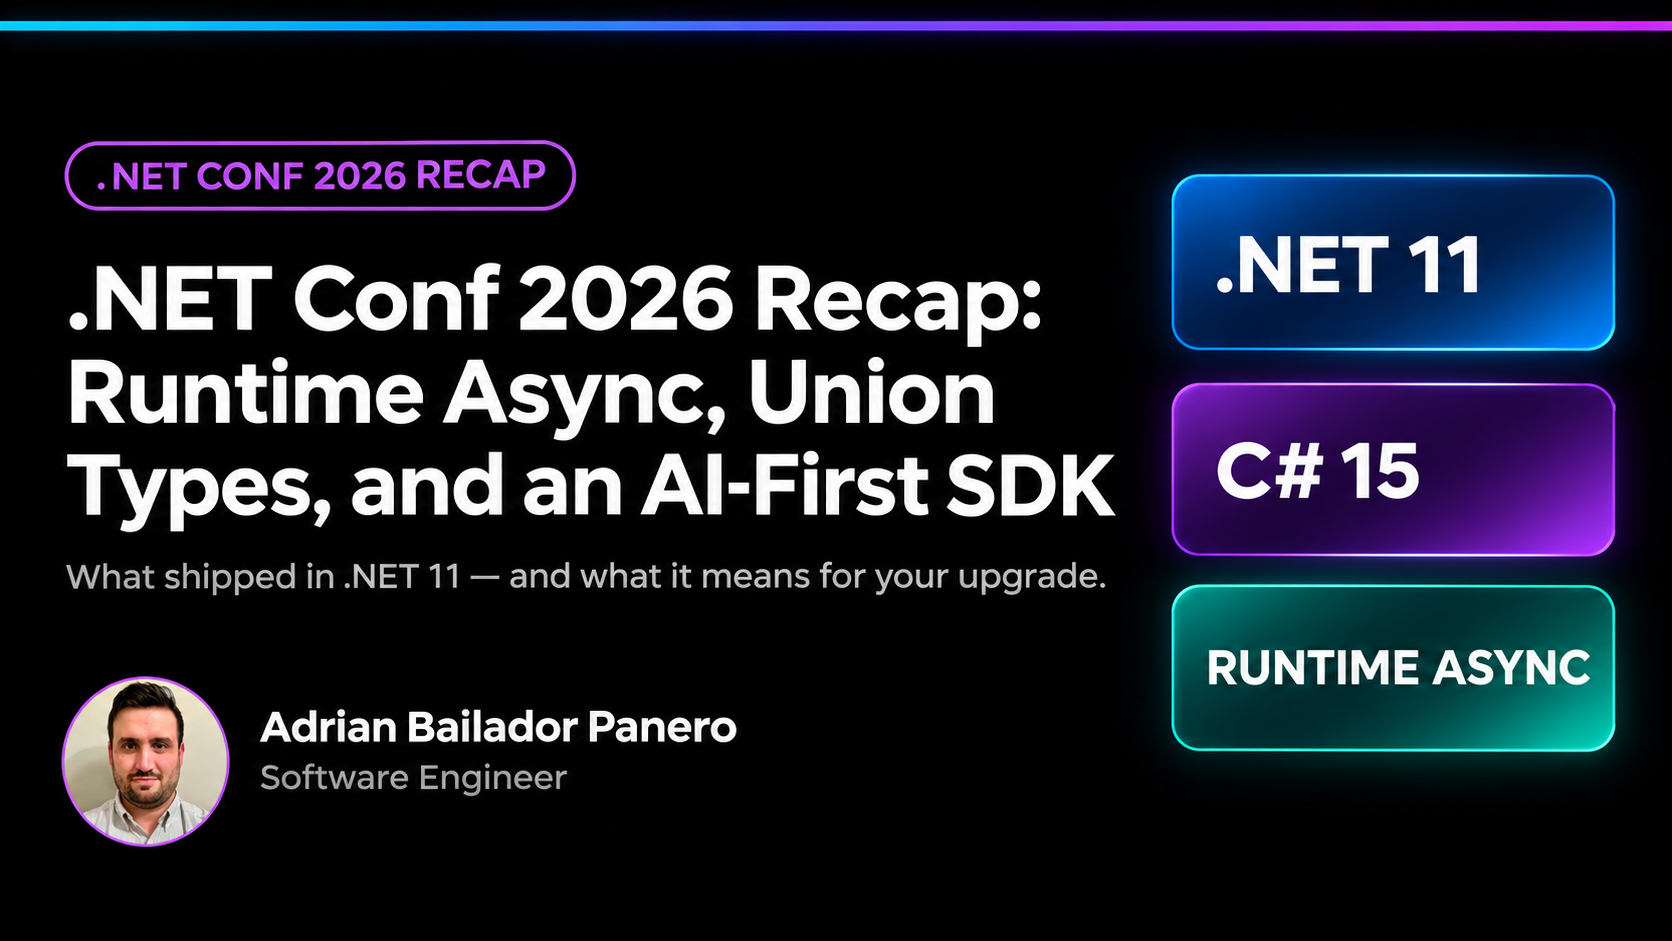 .NET CONF 2026 RECAP
.NET Conf 2026 Recap:
Runtime Async, Union
Types, and an AI-First SDK
What shipped in .NET 11 — and what it means for your upgrade.
Adrian Bailador Panero
Software Engineer
.NET 11
C# 15
RUNTIME ASYNC